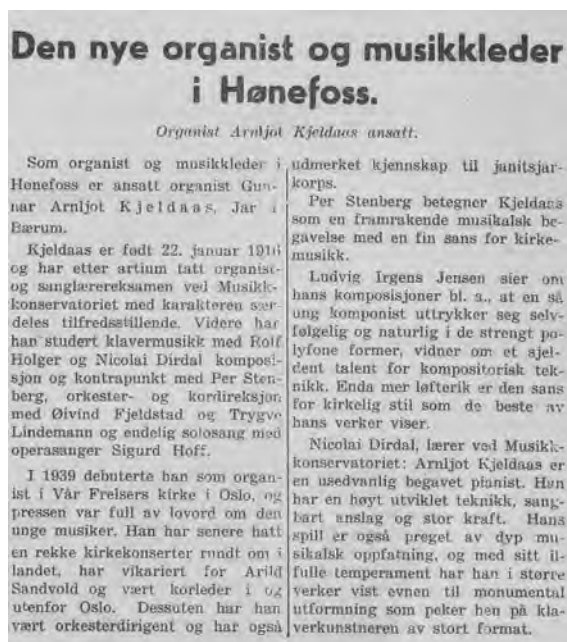 Den nye organist og musikkleder
i Hønefoss.
Organist Arnljot Kjeldaas ansatt.
Som organist og musikkleder i
Hønefoss er ansatt organist Gun-
nar Arnljot Kjeldaas, Jar i
Bærum.
Kjeldaas er født 22. januar 1916
og har etter artium tatt organist-
og sanglærereksamen ved Musikk-
konservatoriet med karakteren sær-
deles tilfredsstillende. Videre har
han studert klavermusikk med Rolf
Holger og Nicolai Dirdal komposi-
sjon og kontrapunkt med Per Sten-
berg, orkester- og kordireksjon
med Øivind Fjeldstad og Trygve
Lindemann og endelig solosang med
operasanger Sigurd Hoff.
I 1939 debuterte han som organ-
ist i Vår Frelsers kirke i Oslo, og
pressen var full av lovord om den
unge musiker. Han har senere hatt
en rekke kirkekonserter rundt om i
landet, har vikariert for Arild
Sandvold og vært korleder i og
utenfor Oslo. Dessuten har han
vært orkesterdirigent og har også
udmerket kjennskap til janitsjar-
korps.
Per Stenberg betegner Kjeldaas
som en framrakende musikalsk be-
gavelse med en fin sans for kirke-
musikk.
Ludvig Irgens Jensen sier om
hans komposisjoner bl. a., at en så
ung komponist uttrykker seg selv-
følgelig og naturlig i de strengt po-
lyfone former, vidner om et sjel-
dent talent for kompositorisk tek-
nikk. Enda mer løfterik er den sans
for kirkelig stil som de beste av
hans verker viser.
Nicolai Dirdal, lærer ved Musikk-
konservatoriet: Arnljot Kjeldaas er
en usedvanlig begavet pianist. Han
har en høyt utviklet teknikk, sang-
bart anslag og stor kraft. Hans
spill er også preget av dyp mu-
sikalsk oppfatning, og med sitt il-
fulle temperament har han i større
verker vist evnen til monumental
utformning som peker hen på kla-
verkunstneren av stort format.